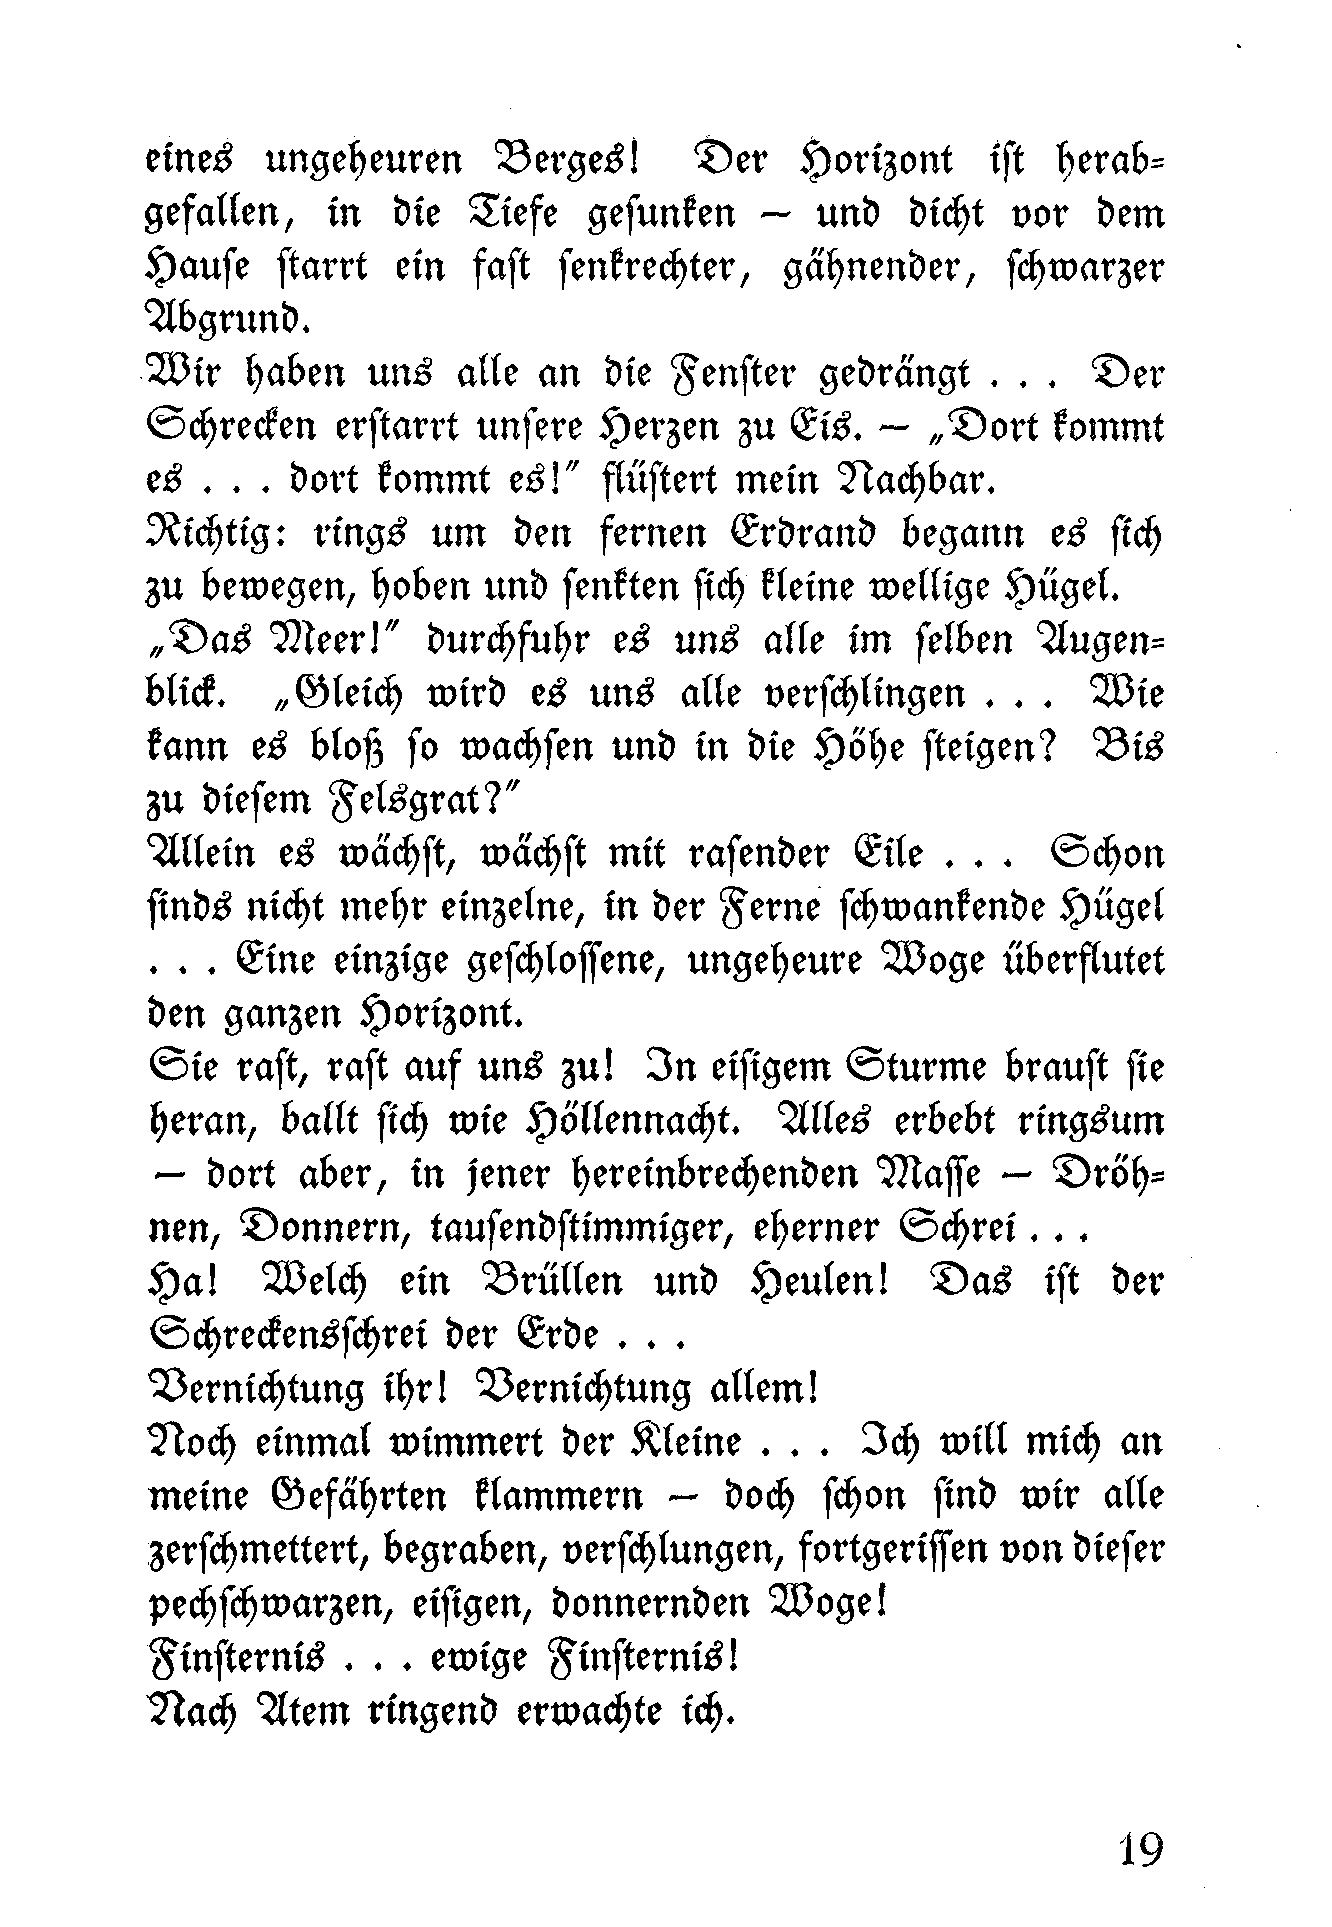 eines ungeheuren Berges! Der Horizont ist herab-
gefallen, in die Tiefe gesunken — und dicht vor dem
Hause starrt ein fast senkrechter, gähnender, schwarzer
Abgrund.
Wir haben uns alle an die Fenster gedrängt . . . Der
Schrecken erstarrt unsere Herzen zu Eis. — „Dort kommt
es . . . dort kommt es!“ flüstert mein Nachbar.
Richtig: rings um den fernen Erdrand begann es sich
zu bewegen, hoben und senkten sich kleine wellige Hügel.
„Das Meer!“ durchfuhr es uns alle im selben Augen-
blick. „Gleich wird es uns alle verschlingen . . . Wie
kann es bloß so wachsen und in die Höhe steigen? Bis
zu diesem Felsgrat?“
Allein es wächst, wächst mit rasender Eile . . . Schon
sinds nicht mehr einzelne, in der Ferne schwankende Hügel
. . . Eine einzige geschlossene, ungeheure Woge überflutet
den ganzen Horizont.
Sie rast, rast auf uns zu! In eisigem Sturme braust sie
heran, ballt sich wie Höllennacht. Alles erbebt ringsum
— dort aber, in jener hereinbrechenden Masse — Dröh-
nen, Donnern, tausendstimmiger, eherner Schrei . . .
Ha! Welch ein Brüllen und Heulen! Das ist der
Schreckensschrei der Erde . . .
Vernichtung ihr! Vernichtung allem!
Noch einmal wimmert der Kleine . . . Ich will mich an
meine Gefährten klammern — doch schon sind wir alle
zerschmettert, begraben, verschlungen, fortgerissen von dieser
pechschwarzen, eisigen, donnernden Woge!
Finsternis . . . ewige Finsternis!
Nach Atem ringend erwachte ich.
19